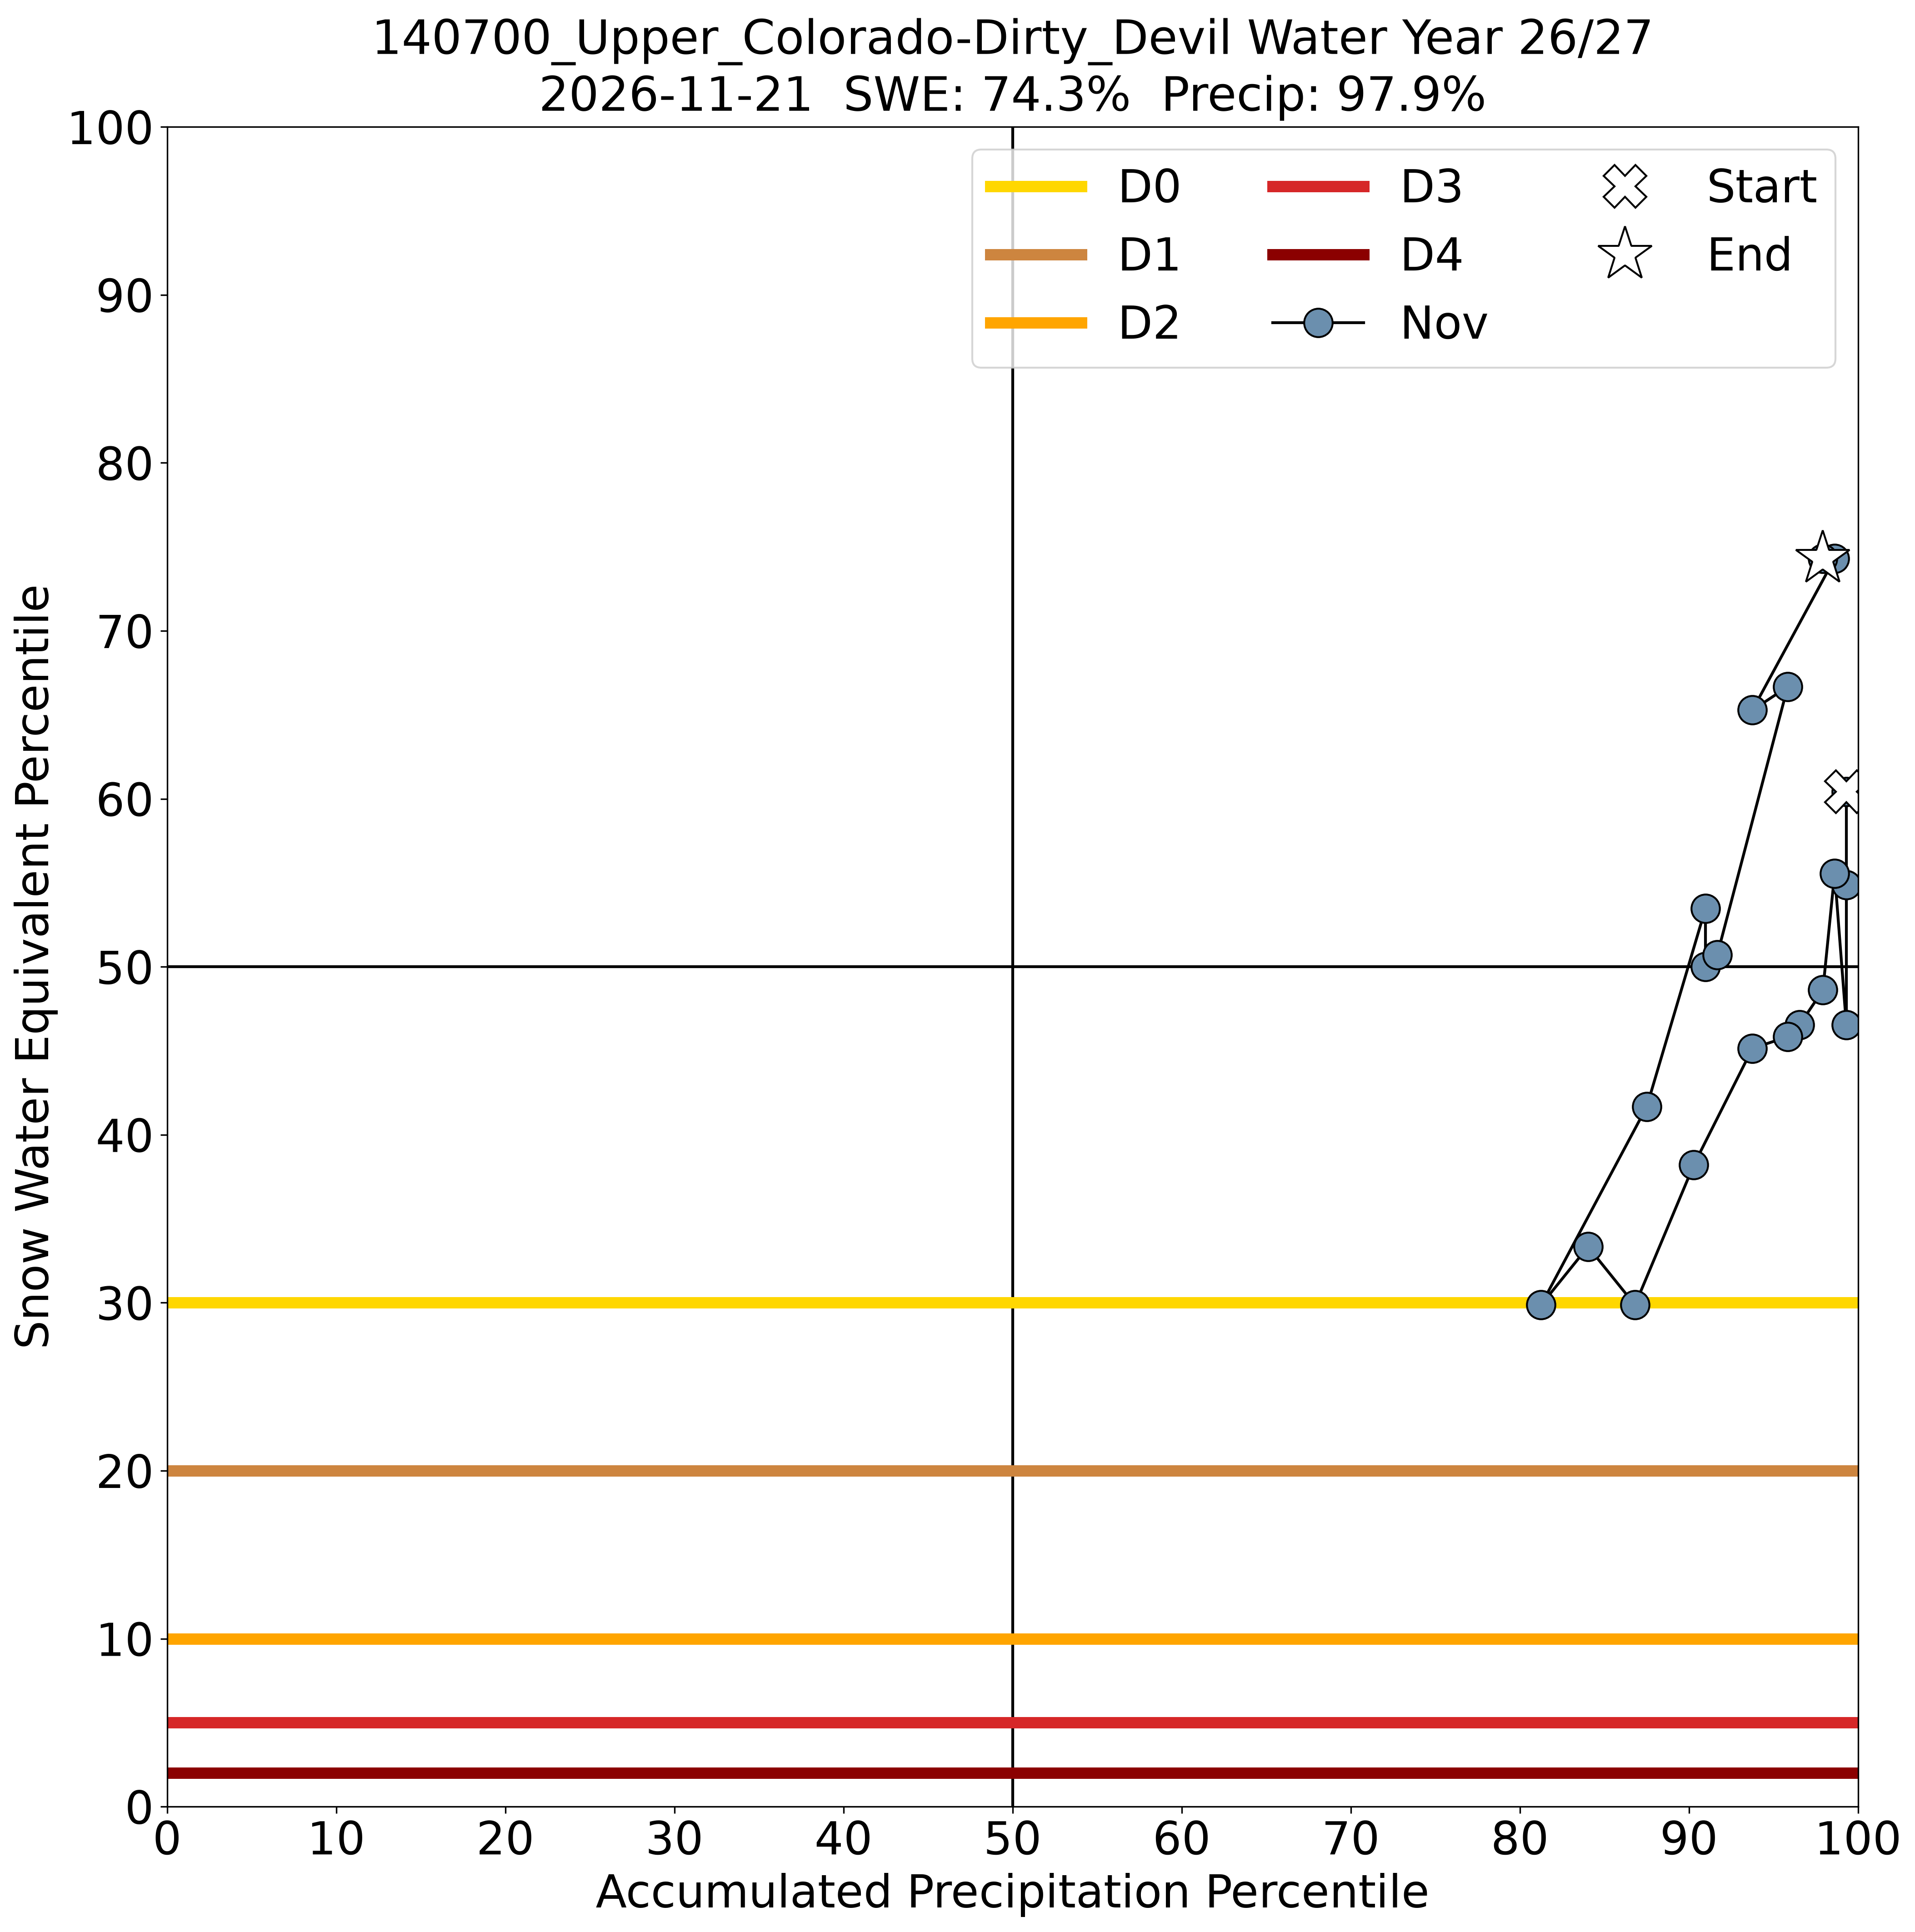 140700_Upper_Colorado-Dirty_Devil Water Year 26/27
2026-11-21  SWE: 74.3%  Precip: 97.9%
D0
D1
D2
D3
D4
Nov
Start
End
100
90
80
70
60
50
40
30
20
10
0
Snow Water Equivalent Percentile
0 10 20 30 40 50 60 70 80 90 100
Accumulated Precipitation Percentile